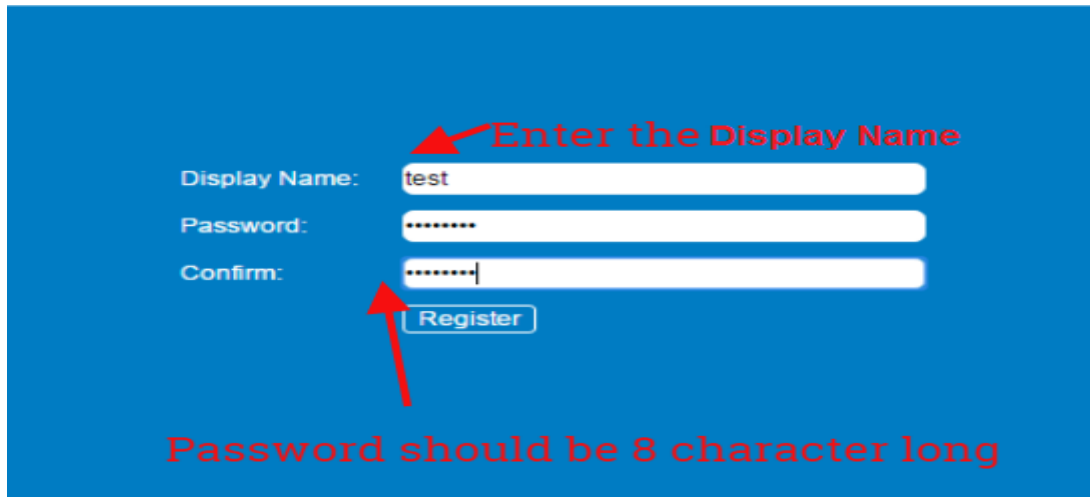 Enter the Display Name
Display Name: test
Password: ••••••••
Confirm: ••••••••
Register
Password should be 8 character long